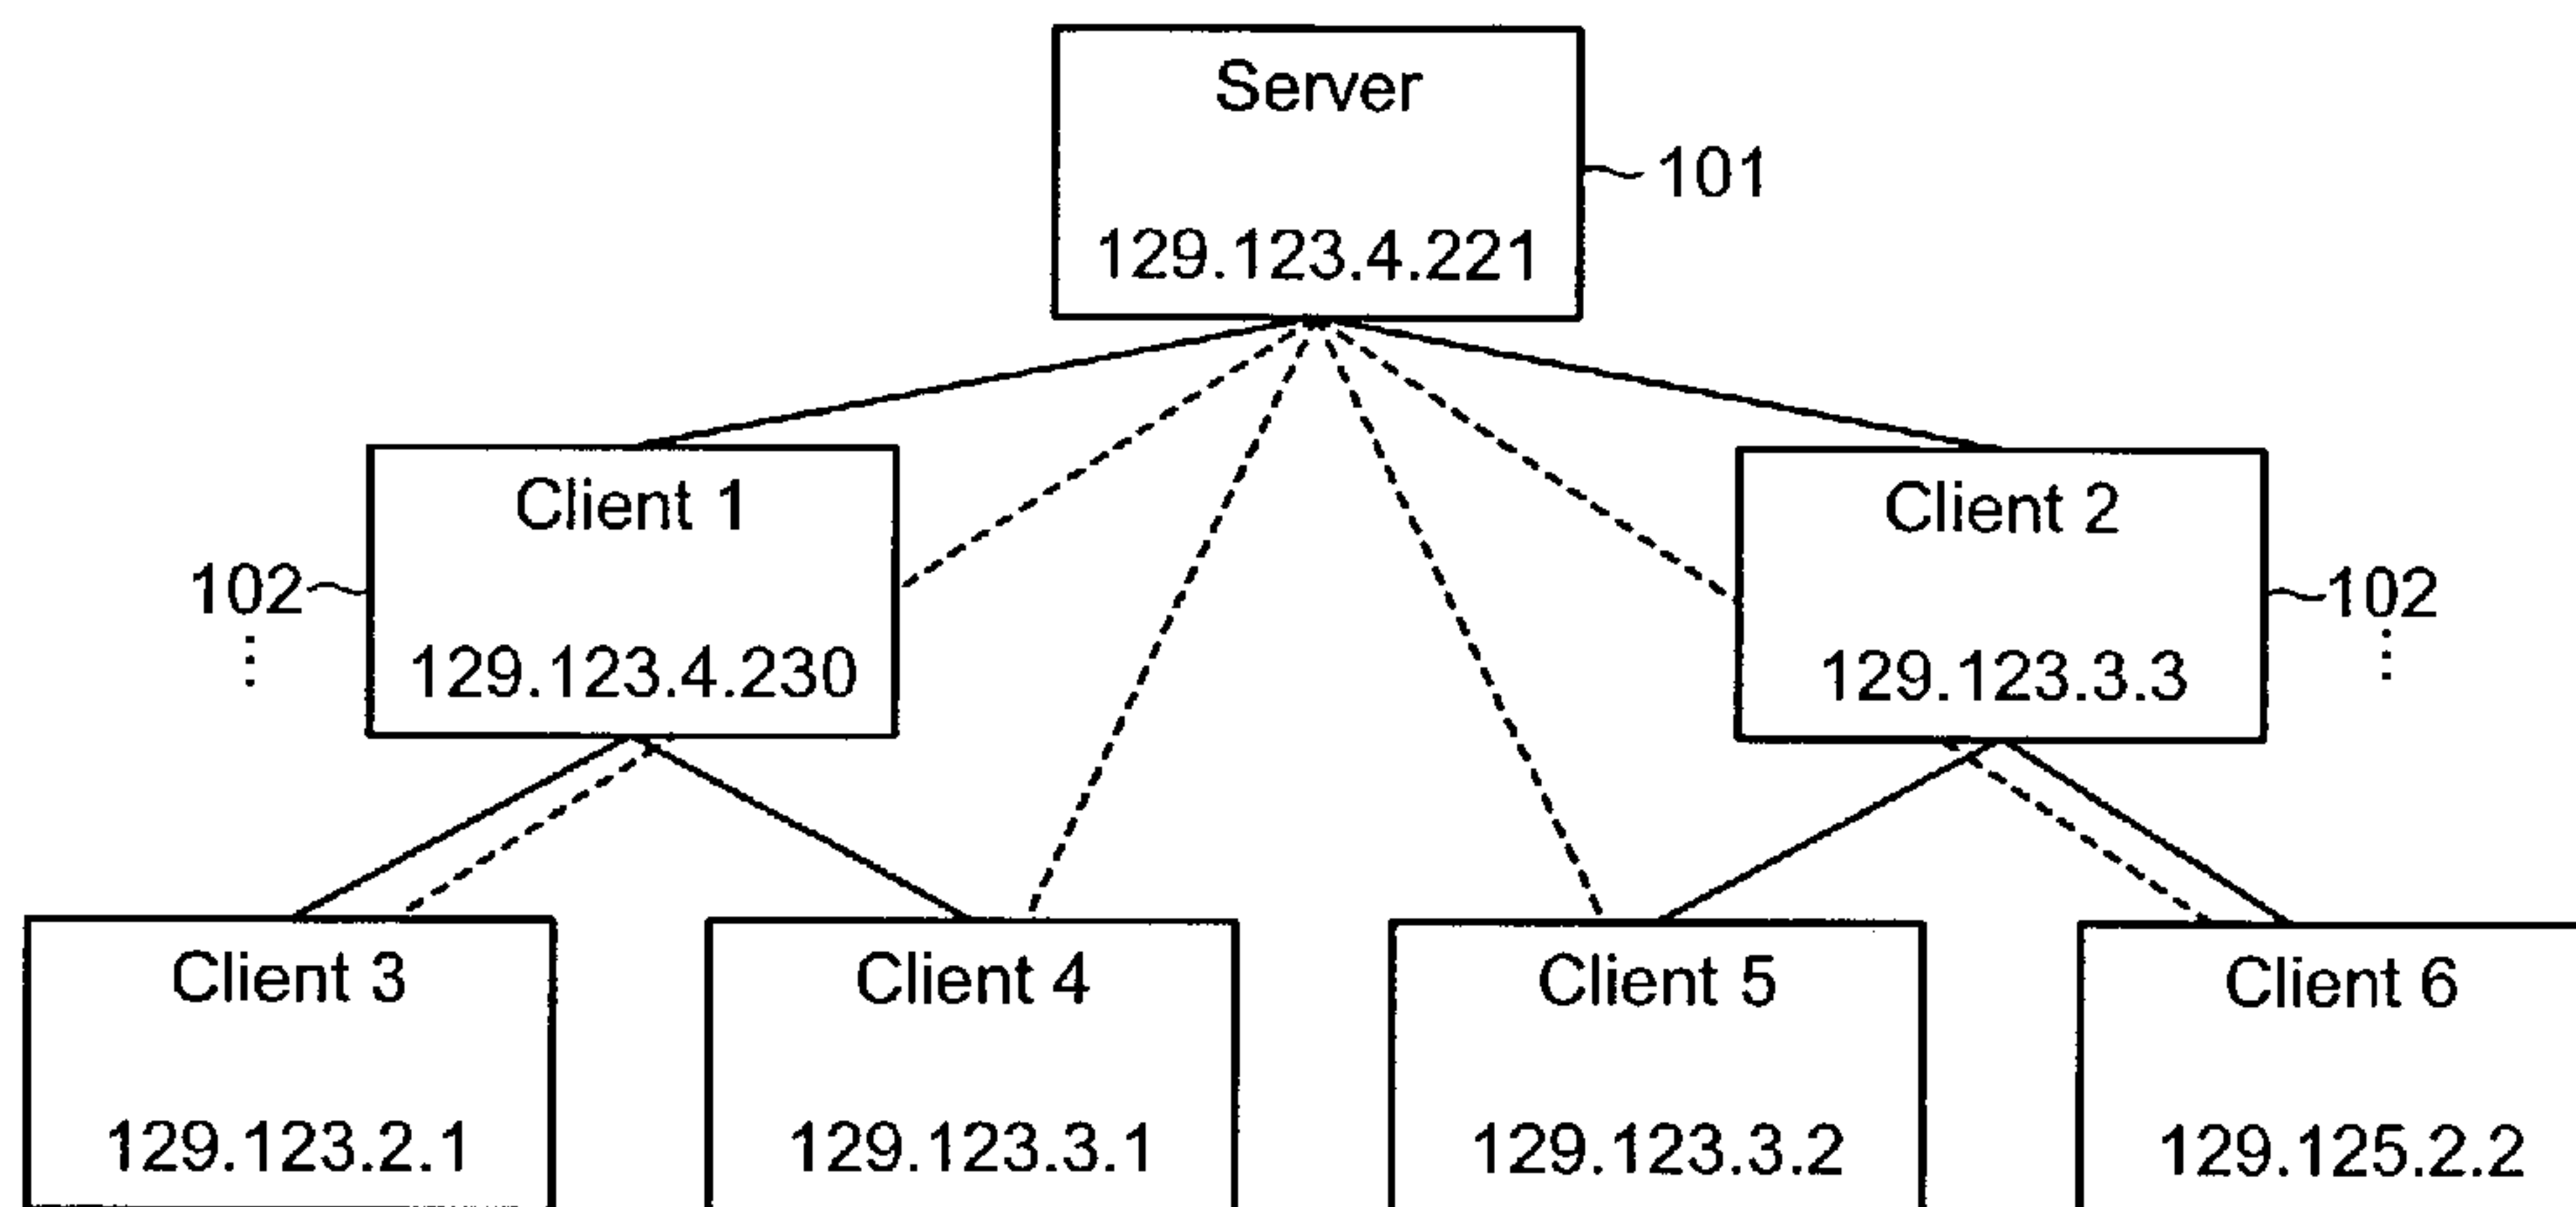 Server
101
129.123.4.221
Client 1
Client 2
102
102
129.123.4.230
129.123.3.3
Client 3
Client 4
Client 5
Client 6
129.123.2.1
129.123.3.1
129.123.3.2
129.125.2.2